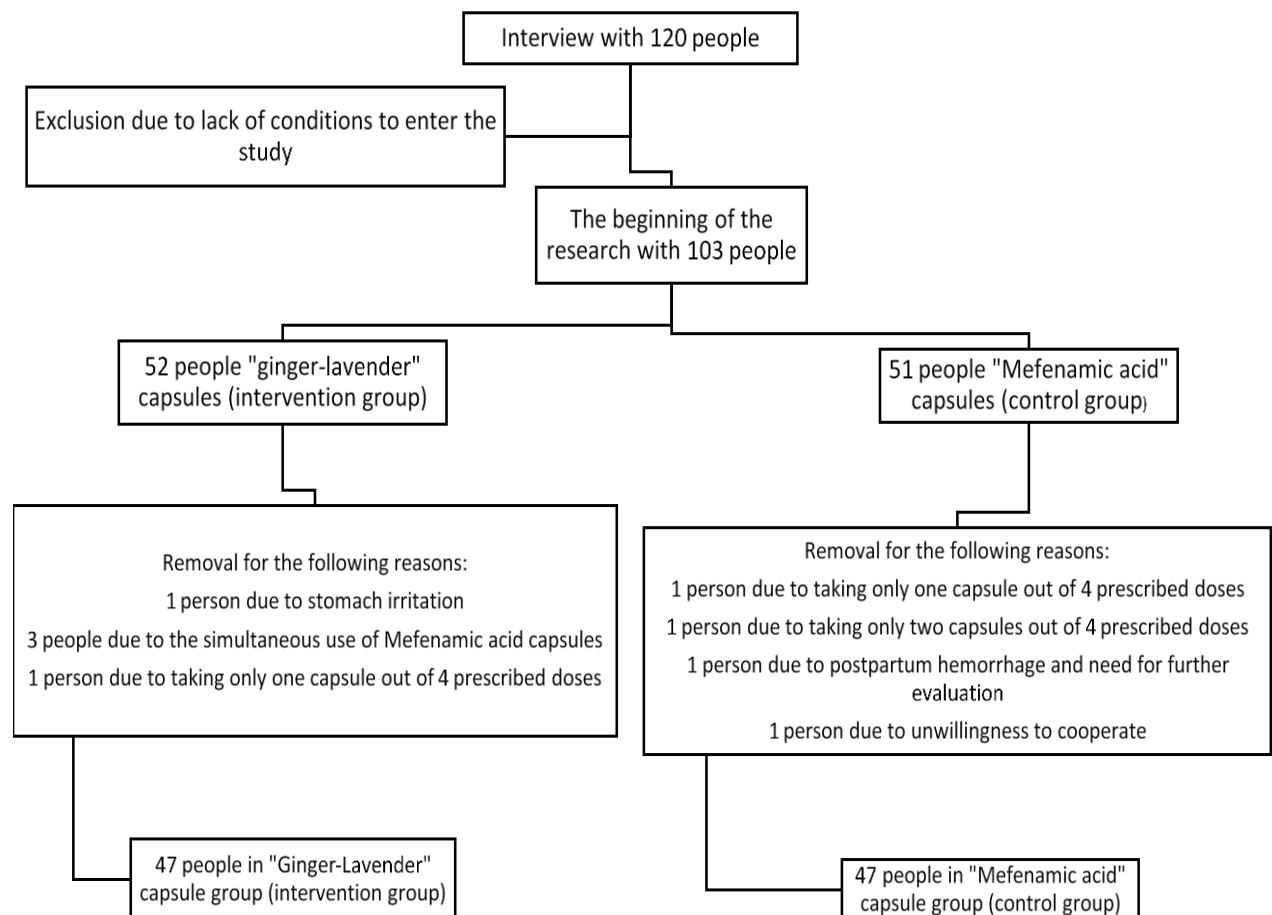 Interview with 120 people
Exclusion due to lack of conditions to enter the
study
The beginning of the
research with 103 people
52 people "ginger-lavender"
capsules (intervention group)
51 people "Mefenamic acid"
capsules (control group)
Removal for the following reasons:
1 person due to stomach irritation
3 people due to the simultaneous use of Mefenamic acid capsules
1 person due to taking only one capsule out of 4 prescribed doses
Removal for the following reasons:
1 person due to taking only one capsule out of 4 prescribed doses
1 person due to taking only two capsules out of 4 prescribed doses
1 person due to postpartum hemorrhage and need for further
evaluation
1 person due to unwillingness to cooperate
47 people in "Ginger-Lavender"
capsule group (intervention group)
47 people in "Mefenamic acid"
capsule group (control group)